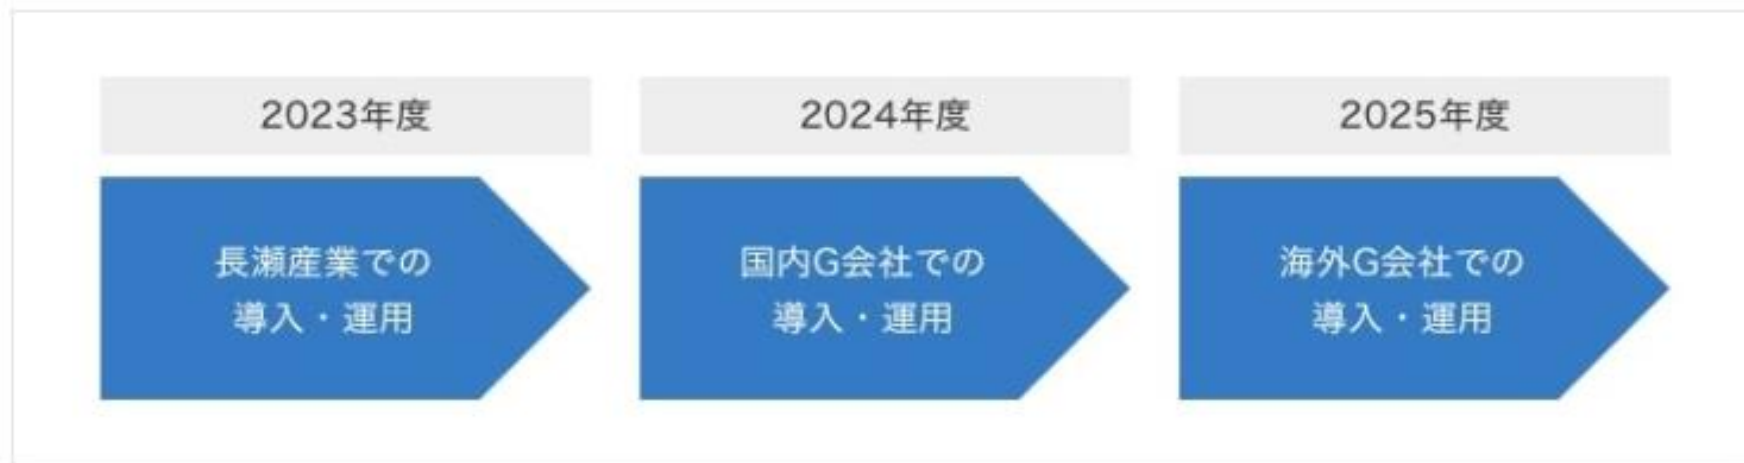 2023年度
長瀬産業での
導入・運用
2024年度
国内G会社での
導入・運用
2025年度
海外G会社での
導入・運用